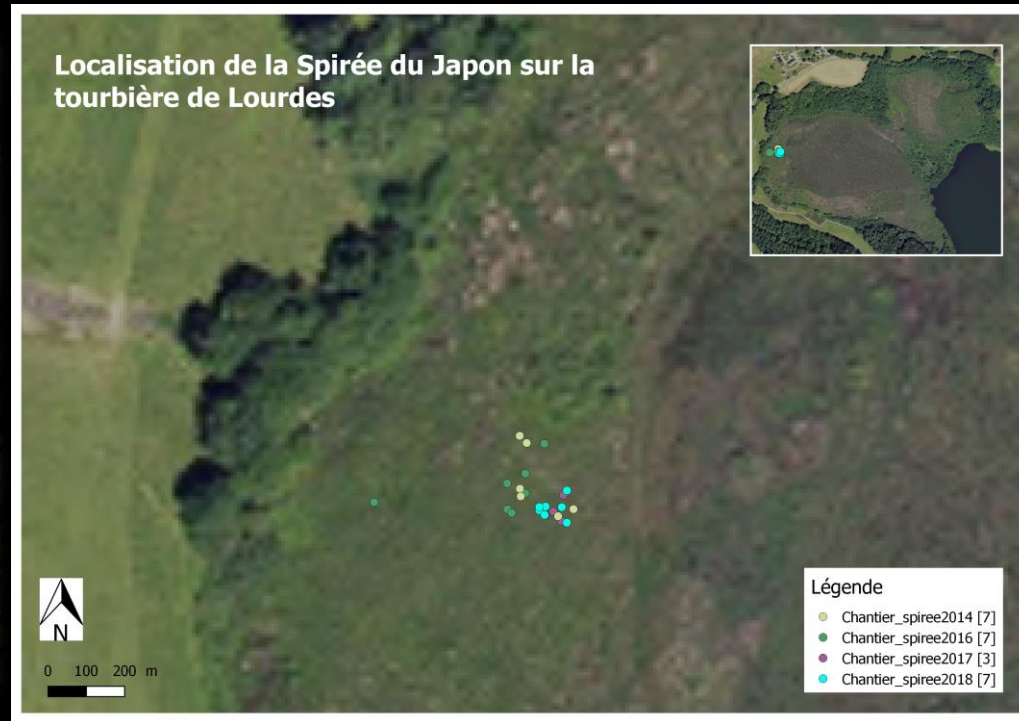 Localisation de la Spirée du Japon sur la
tourbière de Lourdes
N
0 100 200 m
Légende
Chantier_spiree2014 [7]
Chantier_spiree2016 [7]
Chantier_spiree2017 [3]
Chantier_spiree2018 [7]